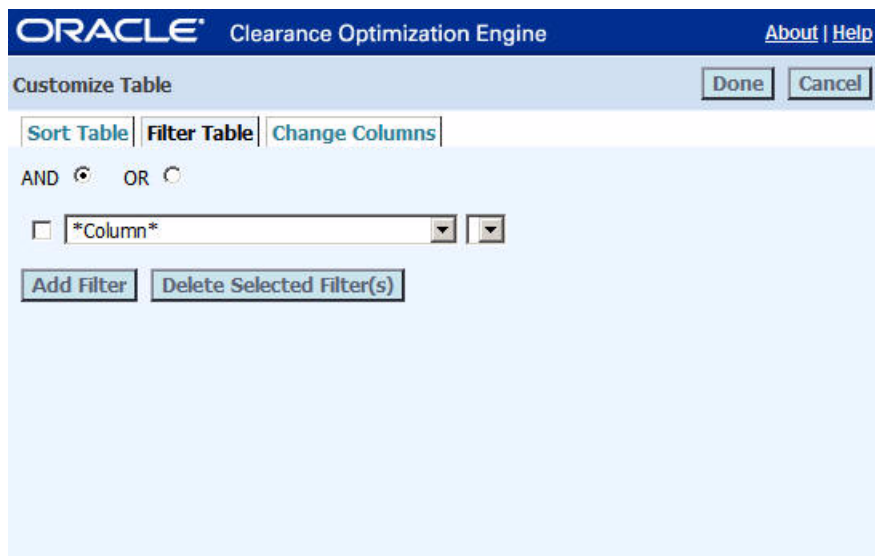 ORACLE® Clearance Optimization Engine About | Help
Customize Table Done Cancel
Sort Table Filter Table Change Columns
AND OR
*Column*
Add Filter Delete Selected Filter(s)